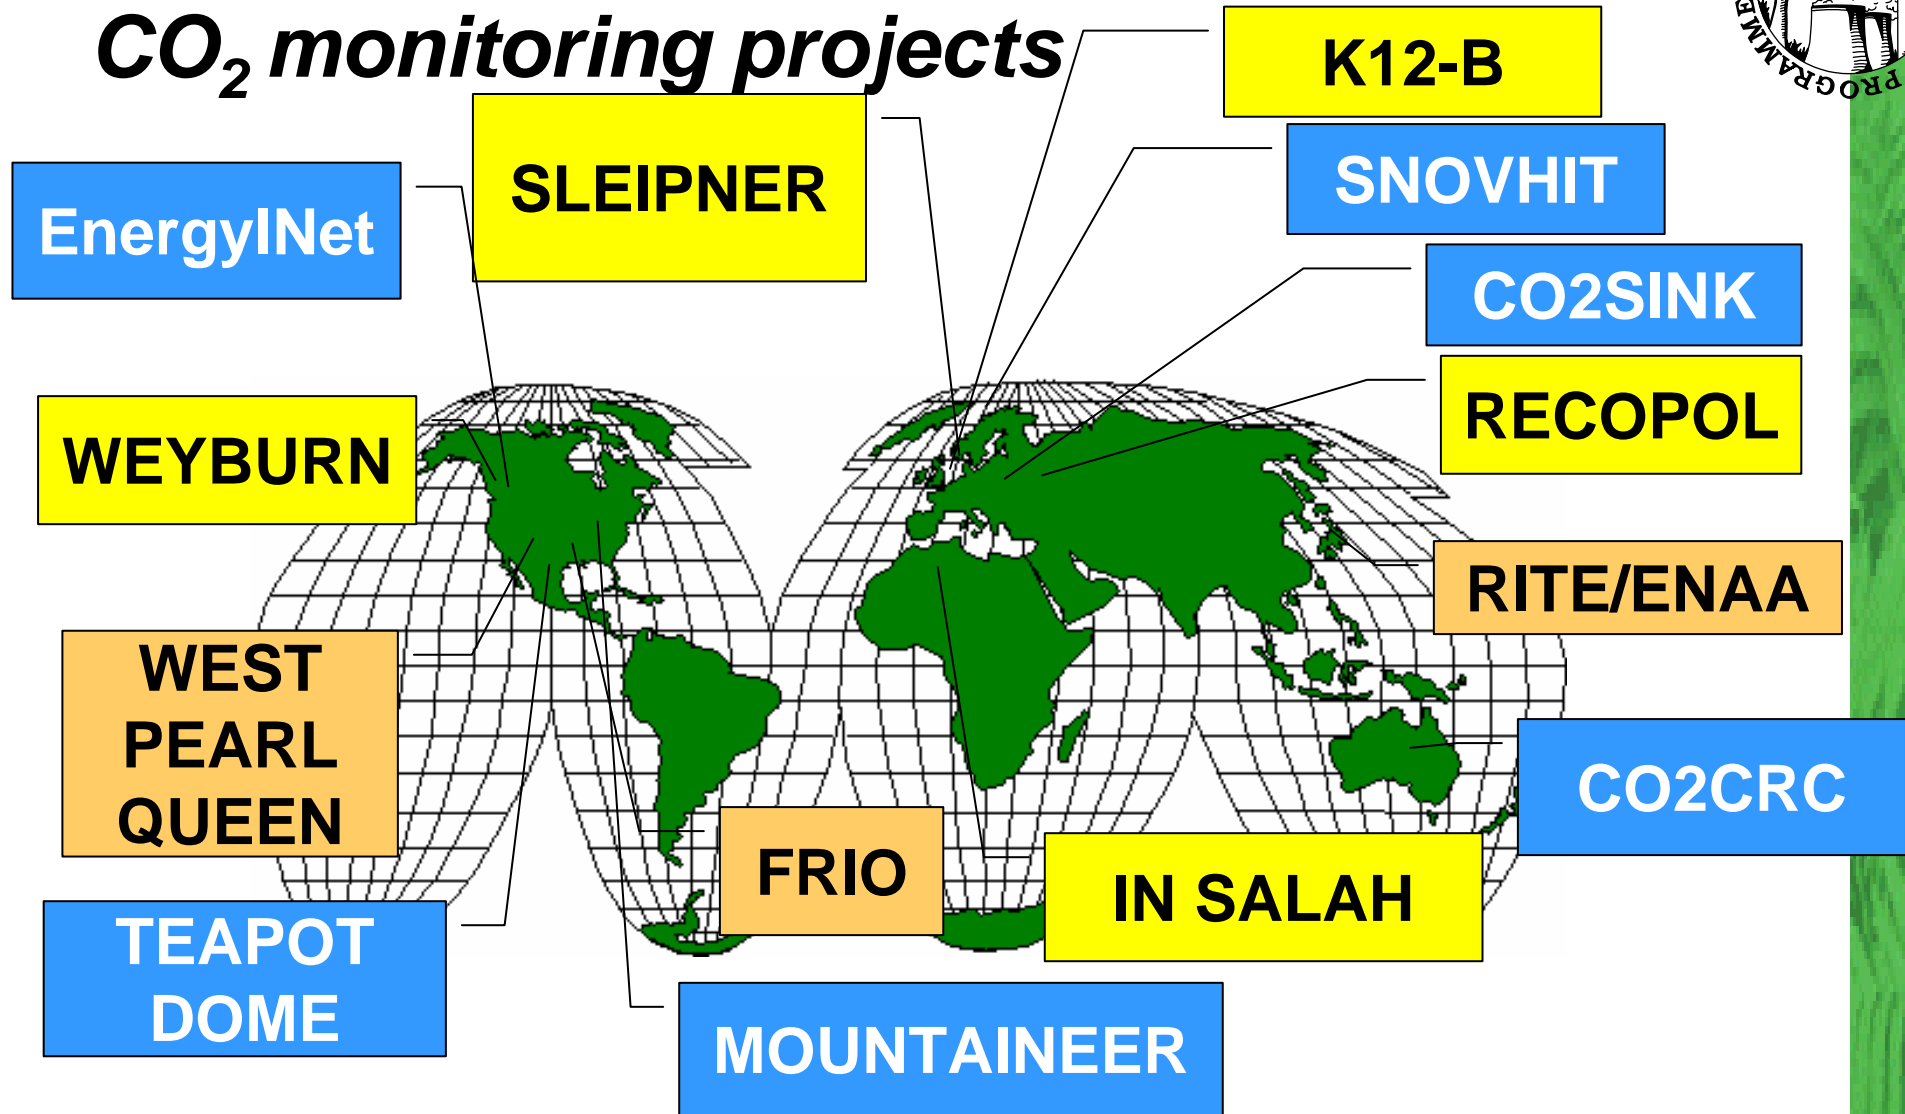 CO2 monitoring projects
K12-B
SLEIPNER
SNOVHIT
EnergyINet
CO2SINK
RECOPOL
WEYBURN
RITE/ENAA
WEST
PEARL
QUEEN
CO2CRC
FRIO
IN SALAH
TEAPOT
DOME
MOUNTAINEER
PROGRAMME